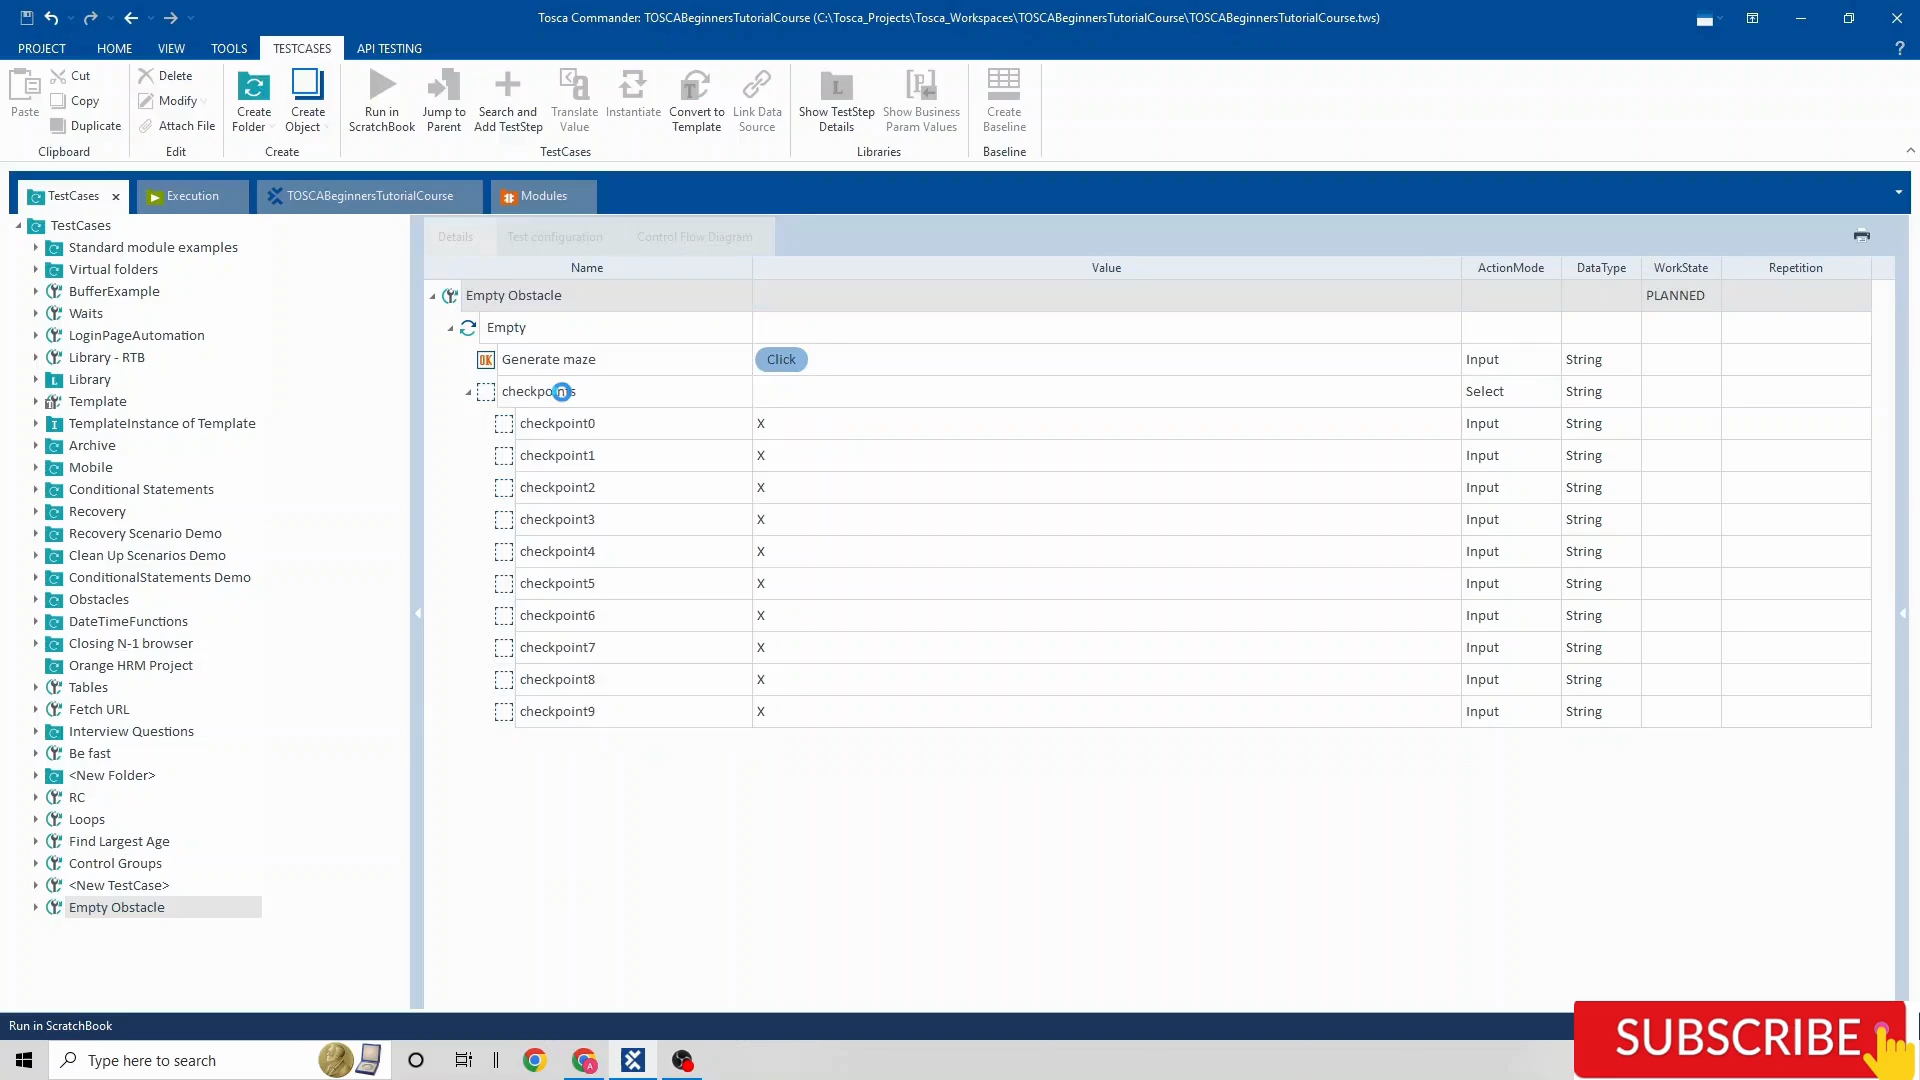 Tosca Commander: TOSCABeginnersTutorialCourse (C:\Tosca_Projects\Tosca_Workspaces\TOSCABeginnersTutorialCourse\TOSCABeginnersTutorialCourse.tws)
PROJECT HOME VIEW TOOLS TESTCASES API TESTING ?
Paste Cut Copy Duplicate
Delete Modify Attach File
Create Folder Create Object
Run in ScratchBook Jump to Parent Search and Add TestStep Translate Value Instantiate Convert to Template Link Data Source
Show TestStep Details Show Business Param Values Create Baseline
Clipboard Edit Create TestCases Libraries Baseline
TestCases x Execution TOSCABeginnersTutorialCourse Modules
TestCases
Standard module examples
Virtual folders
BufferExample
Waits
LoginPageAutomation
Library - RTB
Library
Template
TemplateInstance of Template
Archive
Mobile
Conditional Statements
Recovery
Recovery Scenario Demo
Clean Up Scenarios Demo
ConditionalStatements Demo
Obstacles
DateTimeFunctions
Closing N-1 browser
Orange HRM Project
Tables
Fetch URL
Interview Questions
Be fast
<New Folder>
RC
Loops
Find Largest Age
Control Groups
<New TestCase>
Empty Obstacle
Details Test configuration Control Flow Diagram
Name Value ActionMode DataType WorkState Repetition
Empty Obstacle PLANNED
Empty
OK Generate maze Click Input String
checkpoints Select String
checkpoint0 X Input String
checkpoint1 X Input String
checkpoint2 X Input String
checkpoint3 X Input String
checkpoint4 X Input String
checkpoint5 X Input String
checkpoint6 X Input String
checkpoint7 X Input String
checkpoint8 X Input String
checkpoint9 X Input String
Run in ScratchBook
Type here to search
SUBSCRIBE